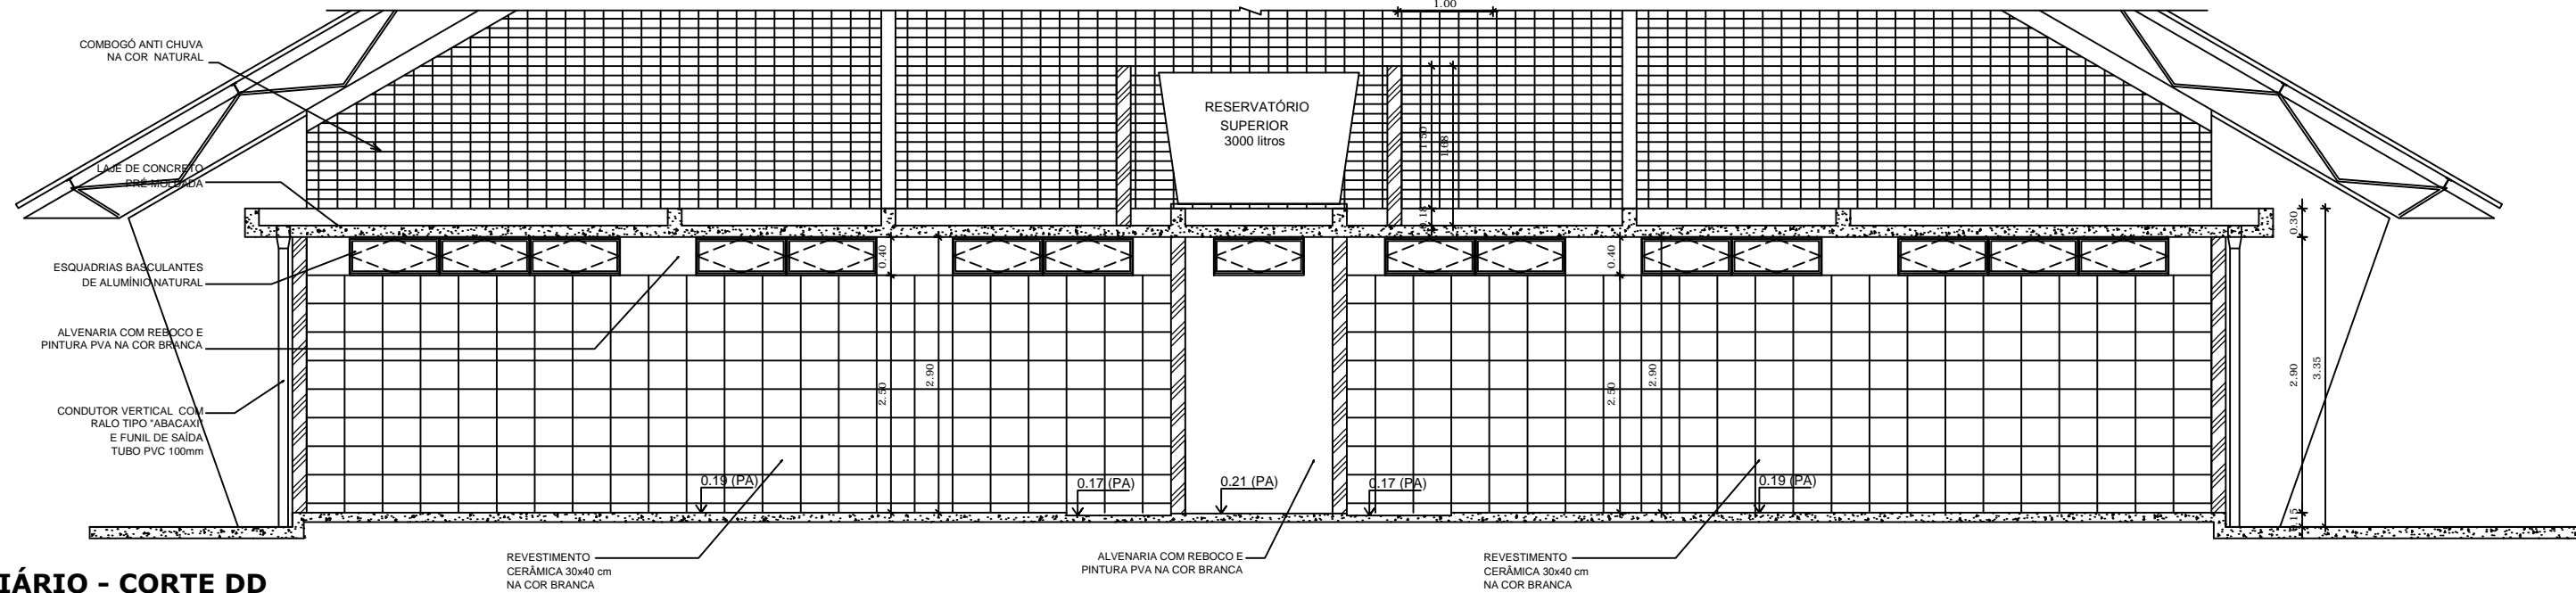 1.00
COMBOGÓ ANTI CHUVA
NA COR NATURAL
RESERVATÓRIO
SUPERIOR
3000 litros
1.50
1.68
LAJE DE CONCRETO
PRÉ-MOLDADA
0.18
0.30
0.40
0.40
ESQUADRIAS BASCULANTES
DE ALUMÍNIO NATURAL
ALVENARIA COM REBOCO E
PINTURA PVA NA COR BRANCA
2.50
2.90
2.50
2.90
2.90
3.35
CONDUTOR VERTICAL COM
RALO TIPO "ABACAXI"
E FUNIL DE SAÍDA
TUBO PVC 100mm
0.19 (PA)
0.17 (PA)
0.21 (PA)
0.17 (PA)
0.19 (PA)
0.15
REVESTIMENTO
CERÂMICA 30x40 cm
NA COR BRANCA
ALVENARIA COM REBOCO E
PINTURA PVA NA COR BRANCA
REVESTIMENTO
CERÂMICA 30x40 cm
NA COR BRANCA
IÁRIO - CORTE DD